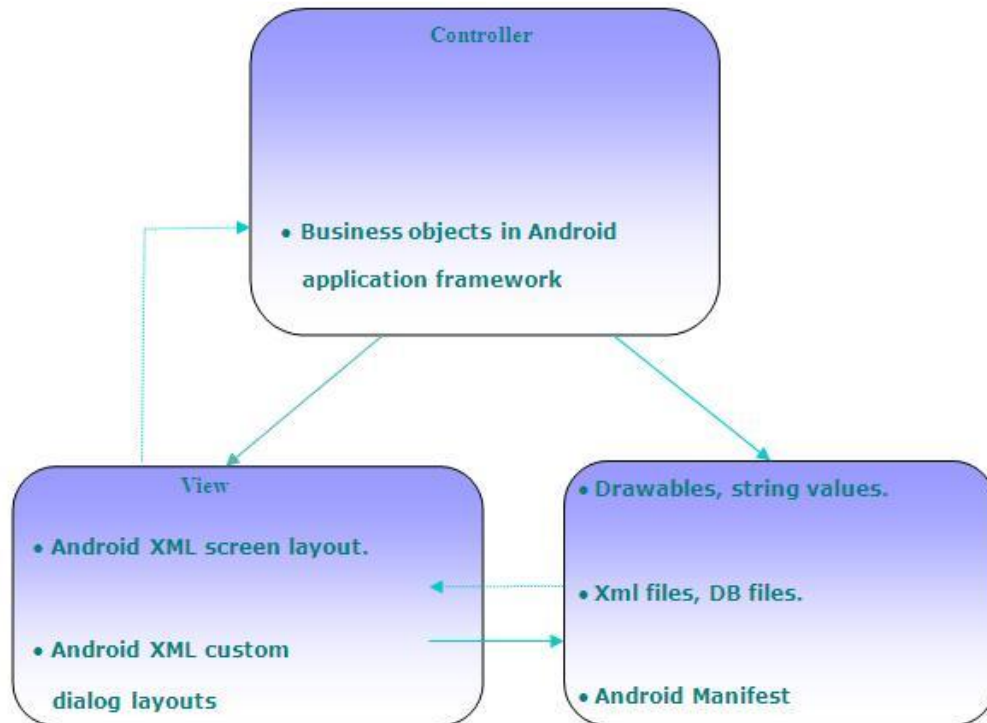 Controller
• Business objects in Android
application framework
View
• Android XML screen layout.
• Android XML custom
dialog layouts
• Drawables, string values.
• Xml files, DB files.
• Android Manifest